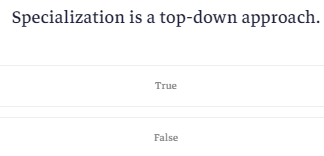 Specialization is a top-down approach.
True
False